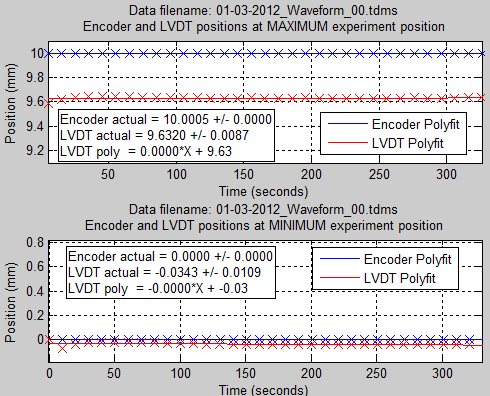 Data filename: 01-03-2012_Waveform_00.tdms
Encoder and LVDT positions at MAXIMUM experiment position
Position (mm)
10
9.8
9.6
9.4
9.2
Encoder actual = 10.0005 +/- 0.0000
LVDT actual = 9.6320 +/- 0.0087
LVDT poly = 0.0000*X + 9.63
Encoder Polyfit
LVDT Polyfit
50 100 150 200 250 300
Time (seconds)
Data filename: 01-03-2012_Waveform_00.tdms
Encoder and LVDT positions at MINIMUM experiment position
Position (mm)
0.8
0.6
0.4
0.2
0
Encoder actual = 0.0000 +/- 0.0000
LVDT actual = -0.0343 +/- 0.0109
LVDT poly = -0.0000*X + -0.03
Encoder Polyfit
LVDT Polyfit
0 50 100 150 200 250 300
Time (seconds)